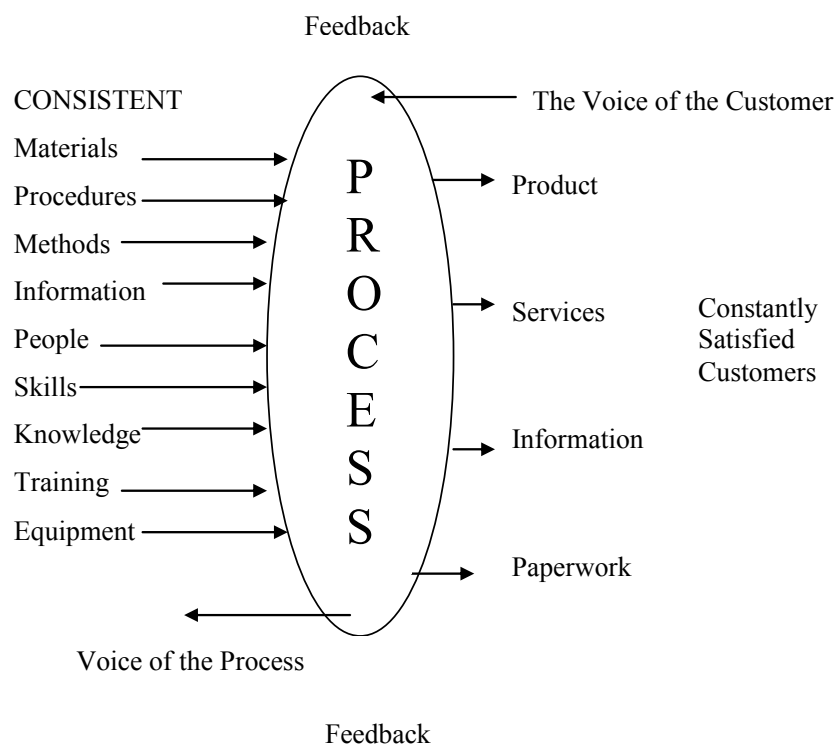 Feedback
CONSISTENT
The Voice of the Customer
Materials
Procedures
Methods
Information
People
Skills
Knowledge
Training
Equipment
PROCESS
Product
Services
Information
Paperwork
Constantly
Satisfied
Customers
Voice of the Process
Feedback